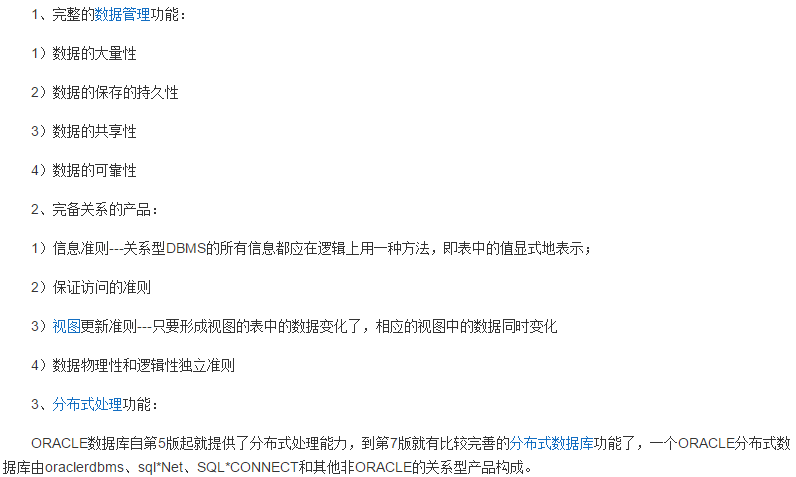 1、完整的数据管理功能：
1）数据的大量性
2）数据的保存的持久性
3）数据的共享性
4）数据的可靠性
2、完备关系的产品：
1）信息准则---关系型DBMS的所有信息都应在逻辑上用一种方法，即表中的值显式地表示；
2）保证访问的准则
3）视图更新准则---只要形成视图的表中的数据变化了，相应的视图中的数据同时变化
4）数据物理性和逻辑性独立准则
3、分布式处理功能：
ORACLE数据库自第5版起就提供了分布式处理能力，到第7版就有比较完善的分布式数据库功能了，一个ORACLE分布式数
据库由oraclerdbms、sql*Net、SQL*CONNECT和其他非ORACLE的关系型产品构成。